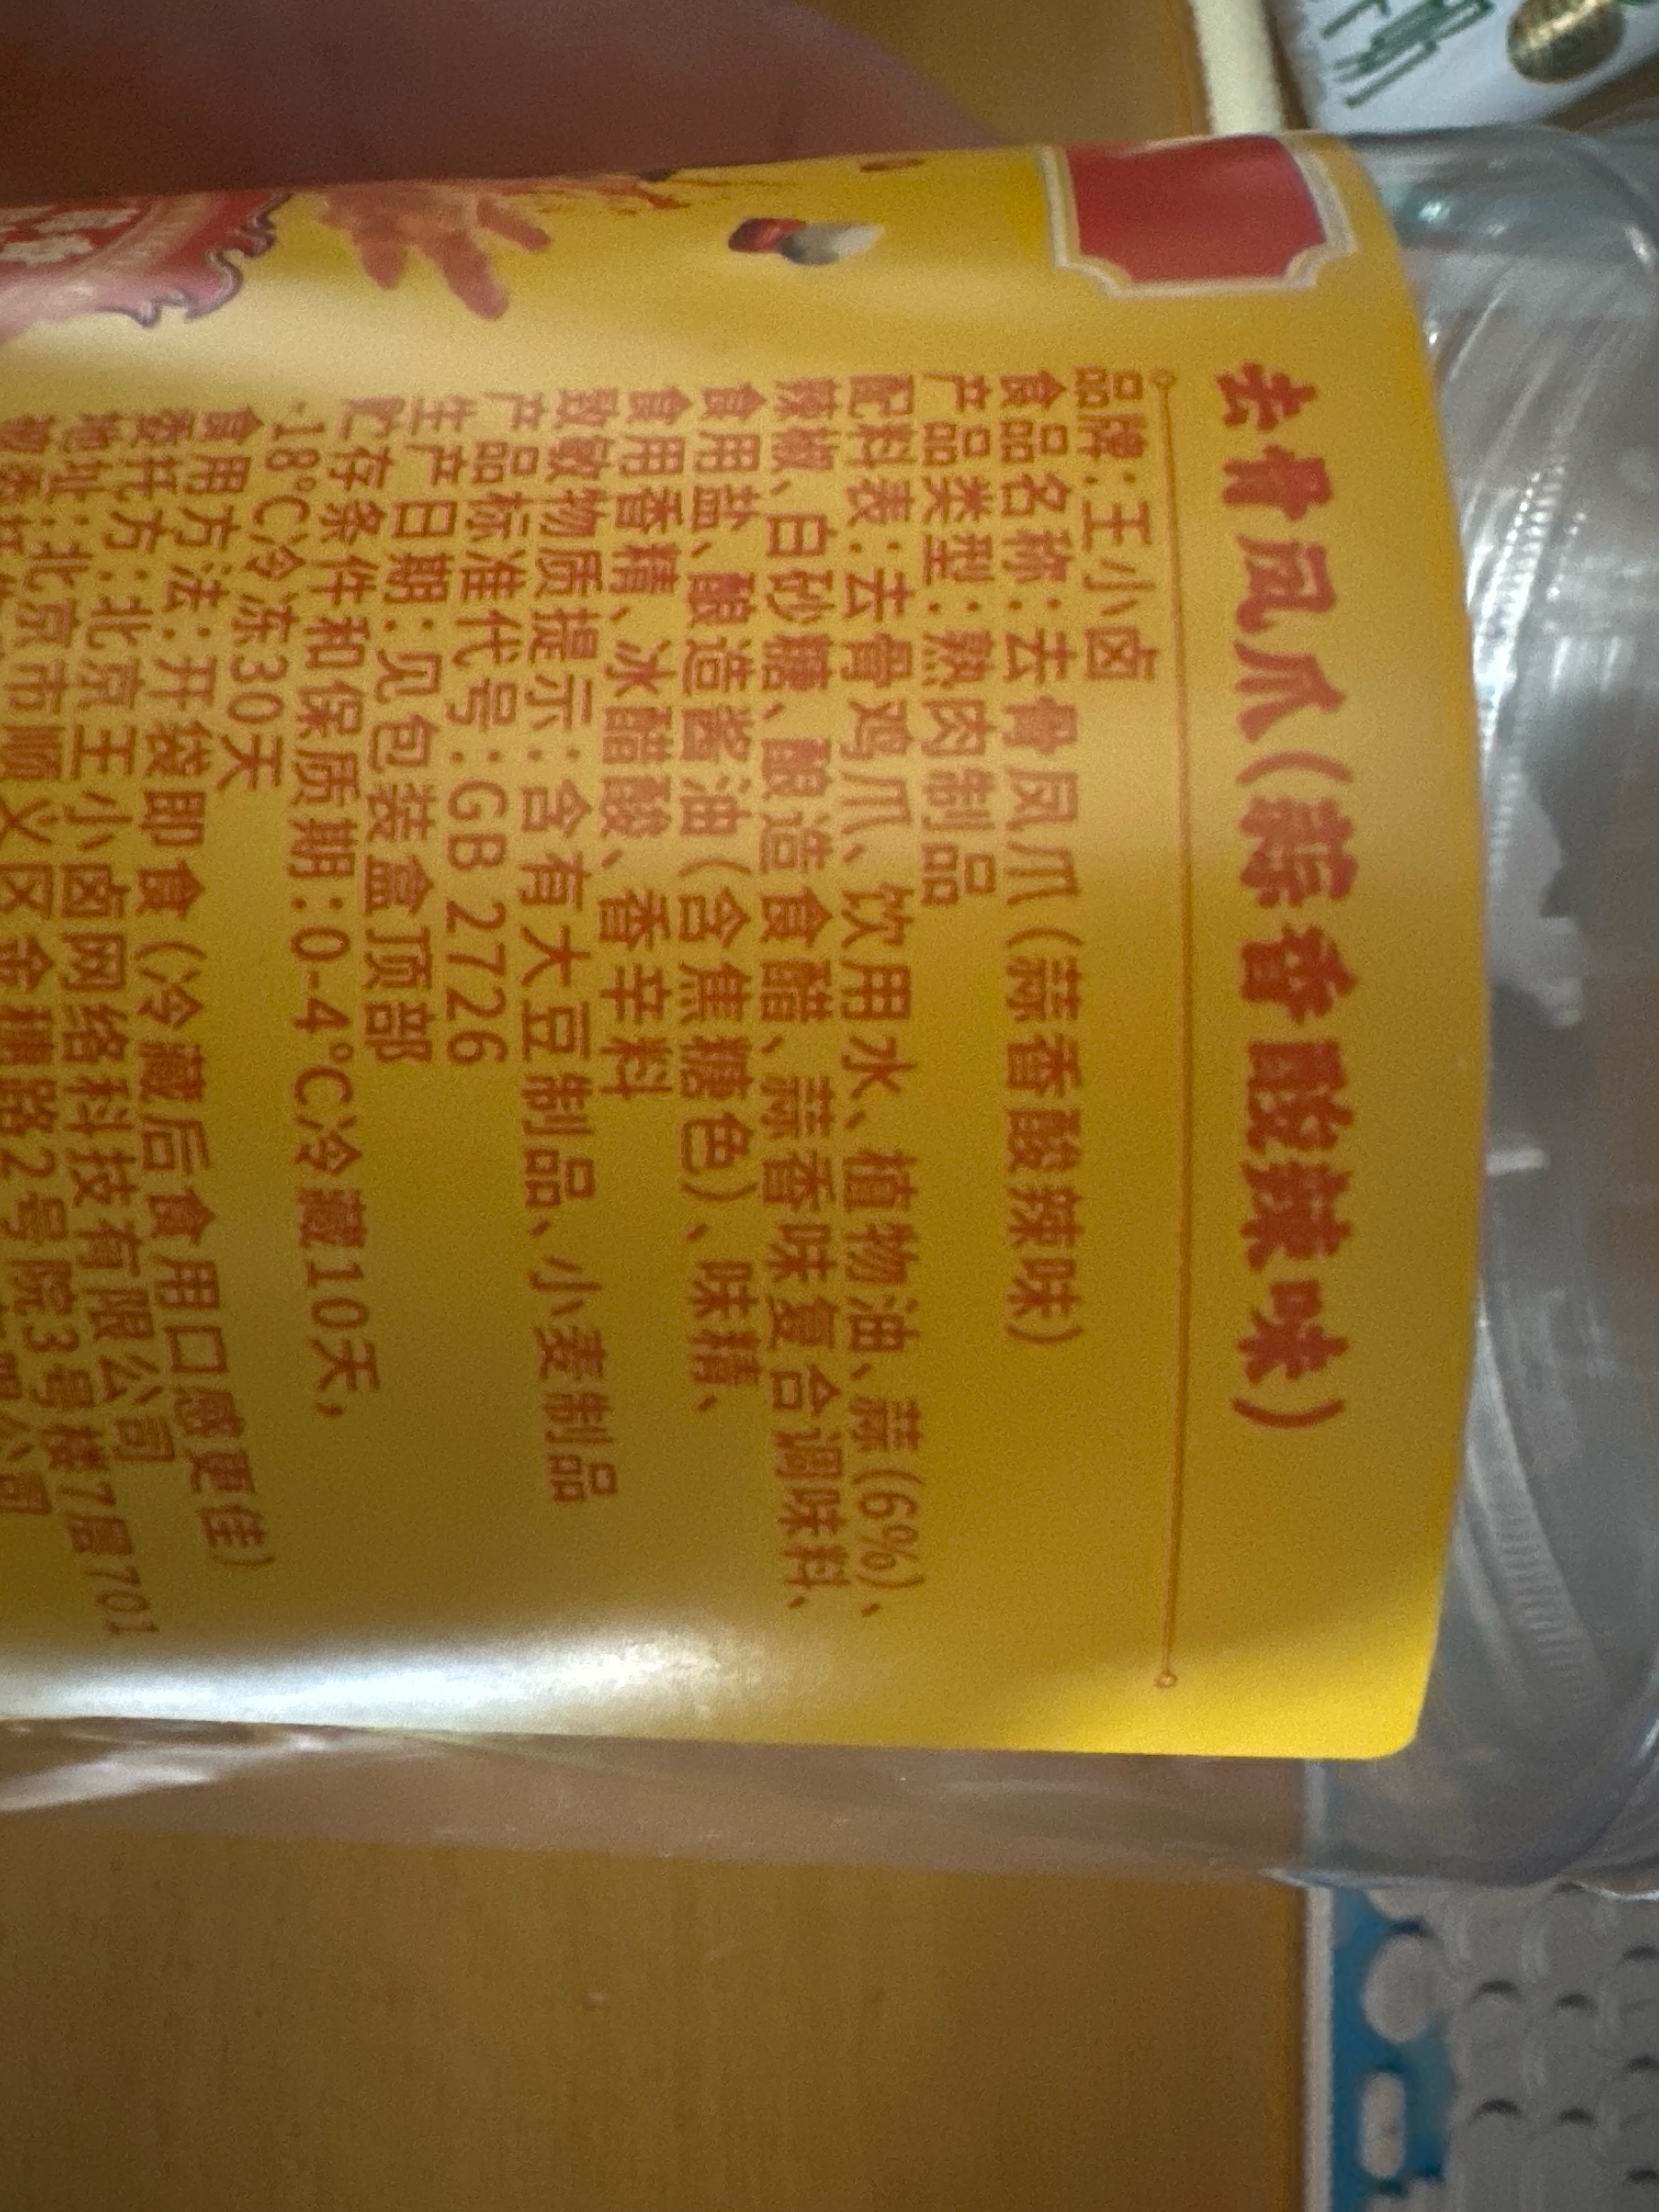 去骨凤爪(蒜香酸辣味)
品牌:王小卤
食品名称:去骨凤爪(蒜香酸辣味)
产品类型:熟肉制品
配料表:去骨鸡爪、饮用水、植物油、蒜(6%)、
辣椒、白砂糖、酿造食醋、蒜香味复合调味料、
食用盐、酿造酱油(含焦糖色)、味精、
食用香精、冰醋酸、香辛料
致敏物质提示:含有大豆制品、小麦制品
产品标准代号:GB 2726
生产日期:见包装盒顶部
贮存条件和保质期:0-4°C冷藏10天,
-18°C冷冻30天
食用方法:开袋即食(冷藏后食用口感更佳)
委托方:北京王小卤网络科技有限公司
地址:北京市顺义区金 路2号院3号楼7层701